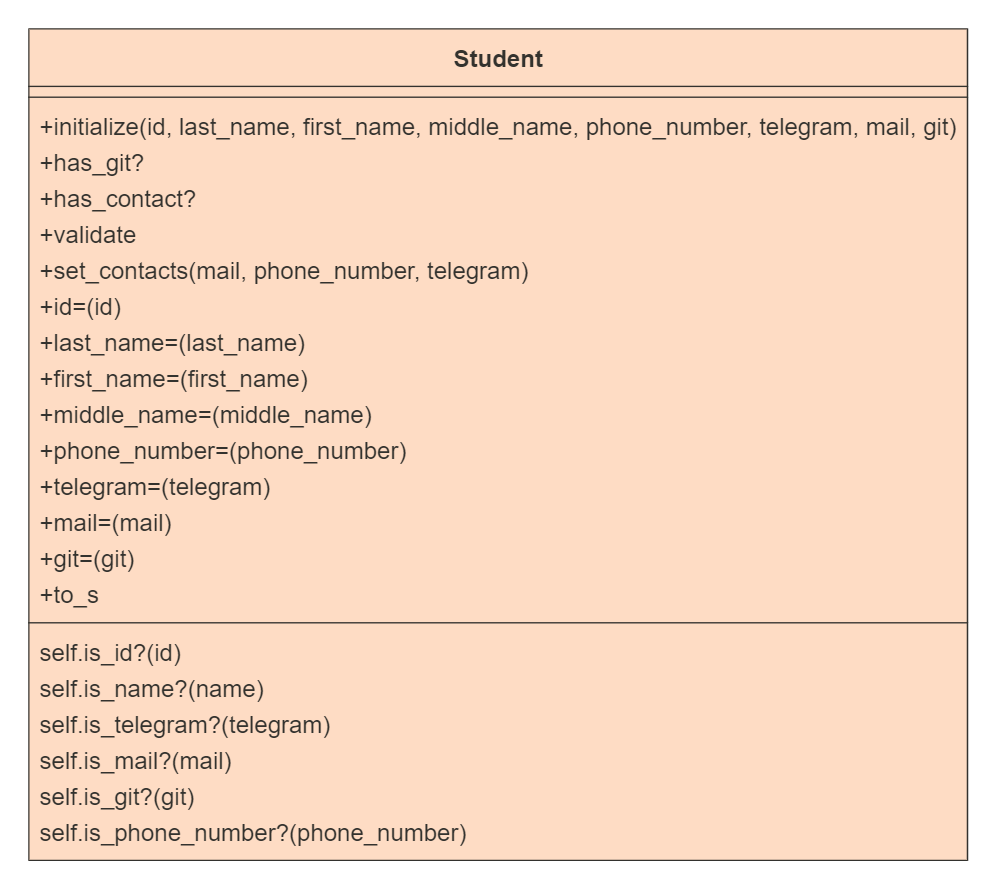 Student
+initialize(id, last_name, first_name, middle_name, phone_number, telegram, mail, git)
+has_git?
+has_contact?
+validate
+set_contacts(mail, phone_number, telegram)
+id=(id)
+last_name=(last_name)
+first_name=(first_name)
+middle_name=(middle_name)
+phone_number=(phone_number)
+telegram=(telegram)
+mail=(mail)
+git=(git)
+to_s
self.is_id?(id)
self.is_name?(name)
self.is_telegram?(telegram)
self.is_mail?(mail)
self.is_git?(git)
self.is_phone_number?(phone_number)